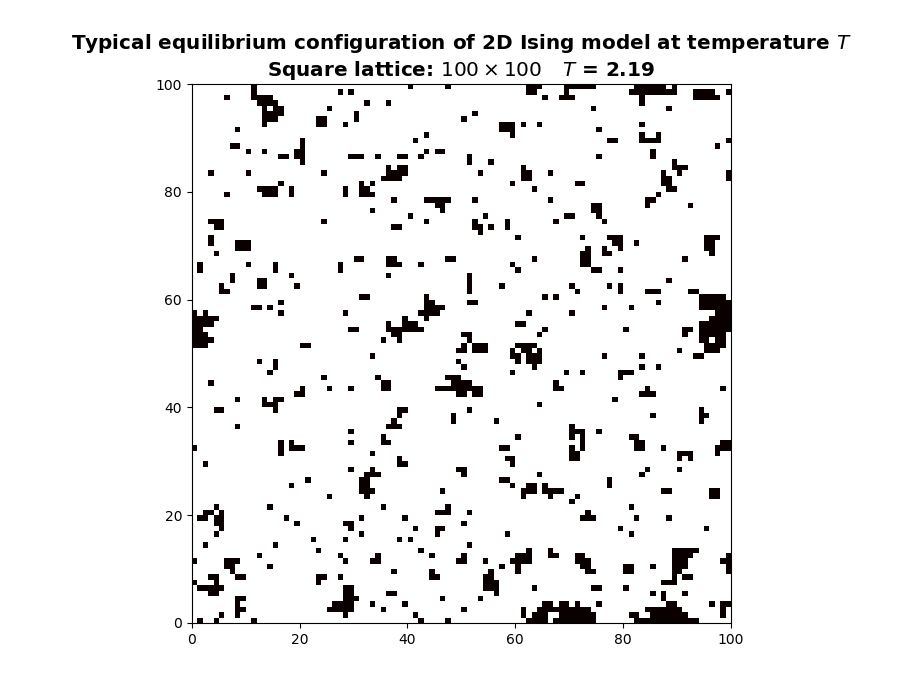 Typical equilibrium configuration of 2D Ising model at temperature T
Square lattice: 100 × 100 T = 2.19
100
80
60
40
20
0
0 20 40 60 80 100